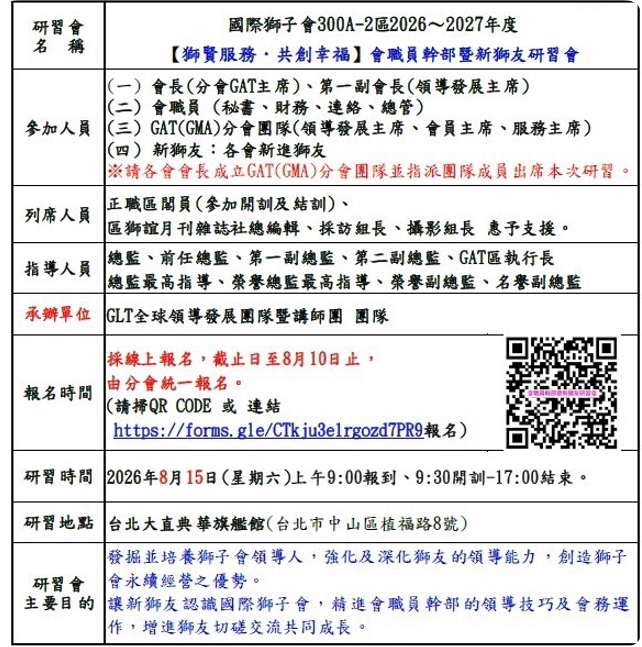 研習會
名　稱
國際獅子會300A-2區2026～2027年度
【獅賢服務．共創幸福】會職員幹部暨新獅友研習會
參加人員
(一) 會長(分會GAT主席)、第一副會長(領導發展主席)
(二) 會職員 (秘書、財務、連絡、總管)
(三) GAT(GMA)分會團隊(領導發展主席、會員主席、服務主席)
(四) 新獅友：各會新進獅友
※請各會會長成立GAT(GMA)分會團隊並指派團隊成員出席本次研習。
列席人員
正職區閣員(參加開訓及結訓)、
區獅誼月刊雜誌社總編輯、採訪組長、攝影組長 惠予支援。
指導人員
總監、前任總監、第一副總監、第二副總監、GAT區執行長
總監最高指導、榮譽總監最高指導、榮譽副總監、名譽副總監
承辦單位
GLT全球領導發展團隊暨講師團 團隊
報名時間
採線上報名，截止日至8月10日止，
由分會統一報名。
(請掃QR CODE 或 連結
https://forms.gle/CTkju3e1rgozd7PR9報名)
會職員幹部暨新獅友研習會
研習時間
2026年8月15日(星期六)上午9:00報到、9:30開訓-17:00結束。
研習地點
台北大直典華旗艦館(台北市中山區植福路8號)
研習會
主要目的
發掘並培養獅子會領導人，強化及深化獅友的領導能力，創造獅子
會永續經營之優勢。
讓新獅友認識國際獅子會，精進會職員幹部的領導技巧及會務運
作，增進獅友切磋交流共同成長。